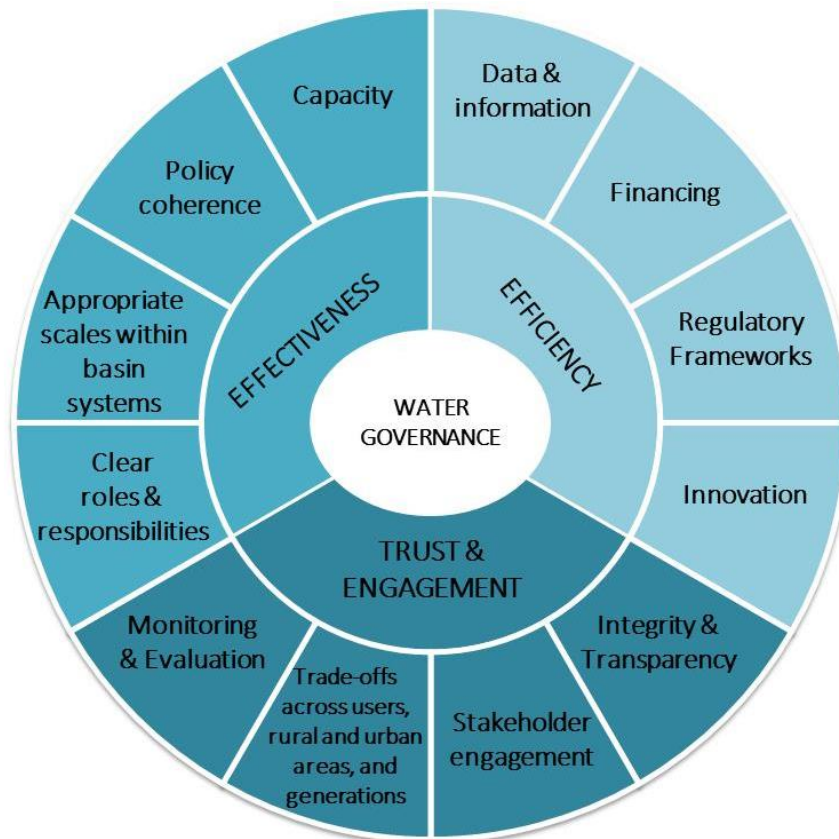 Capacity
Data &
information
Policy
coherence
Financing
Appropriate
scales within
basin
systems
EFFECTIVENESS
EFFICIENCY
Regulatory
Frameworks
WATER
GOVERNANCE
Clear
roles &
responsibilities
Innovation
TRUST &
ENGAGEMENT
Monitoring
& Evaluation
Trade-offs
across users,
rural and urban
areas, and
generations
Stakeholder
engagement
Integrity &
Transparency